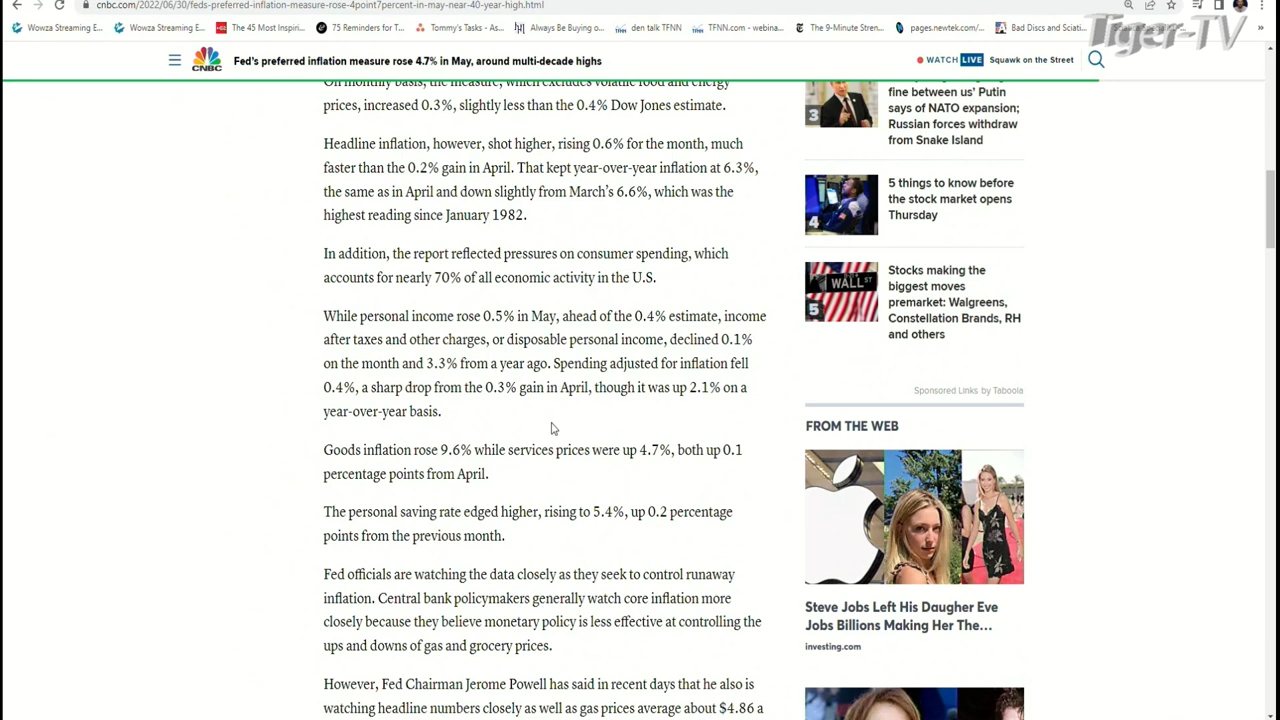 cnbc.com/2022/06/30/feds-preferred-inflation-measure-rose-4point7percent-in-may-near-40-year-high.html
Wowza Streaming E...
Wowza Streaming E...
The 45 Most Inspiri...
75 Reminders for T...
Tommy's Tasks - As...
Always Be Buying o...
den talk TFNN
TFNN.com - webina...
The 9-Minute Stren...
pages.newtek.com/...
Bad Discs and Sciati...
Tiger-TV
CNBC
Fed's preferred inflation measure rose 4.7% in May, around multi-decade highs
WATCH LIVE
Squawk on the Street
On monthly basis, the measure, which excludes volatile food and energy
prices, increased 0.3%, slightly less than the 0.4% Dow Jones estimate.
Headline inflation, however, shot higher, rising 0.6% for the month, much
faster than the 0.2% gain in April. That kept year-over-year inflation at 6.3%,
the same as in April and down slightly from March's 6.6%, which was the
highest reading since January 1982.
In addition, the report reflected pressures on consumer spending, which
accounts for nearly 70% of all economic activity in the U.S.
While personal income rose 0.5% in May, ahead of the 0.4% estimate, income
after taxes and other charges, or disposable personal income, declined 0.1%
on the month and 3.3% from a year ago. Spending adjusted for inflation fell
0.4%, a sharp drop from the 0.3% gain in April, though it was up 2.1% on a
year-over-year basis.
Goods inflation rose 9.6% while services prices were up 4.7%, both up 0.1
percentage points from April.
The personal saving rate edged higher, rising to 5.4%, up 0.2 percentage
points from the previous month.
Fed officials are watching the data closely as they seek to control runaway
inflation. Central bank policymakers generally watch core inflation more
closely because they believe monetary policy is less effective at controlling the
ups and downs of gas and grocery prices.
However, Fed Chairman Jerome Powell has said in recent days that he also is
watching headline numbers closely as well as gas prices average about $4.86 a
3
fine between us' Putin
says of NATO expansion;
Russian forces withdraw
from Snake Island
4
5 things to know before
the stock market opens
Thursday
WALL ST
5
Stocks making the
biggest moves
premarket: Walgreens,
Constellation Brands, RH
and others
Sponsored Links by Taboola
FROM THE WEB
Steve Jobs Left His Daugher Eve
Jobs Billions Making Her The...
investing.com